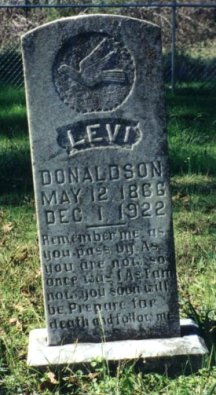 LEVI
DONALDSON
MAY 12 1866
DEC. 1, 1922
Remember me as
you pass by As
you are now so
once was I As I am
now you soon will
be Prepare for
death and follow me